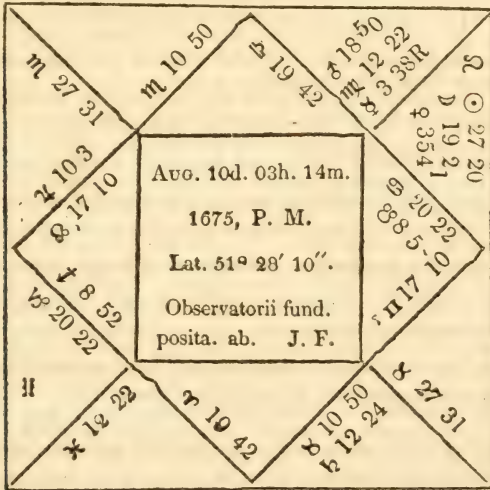 ♏ 10 50
♎ 19 42
♂ 18 50
♍ 12 22
☿ 3 38R
♌
☉ 27 20
☽ 19 21
♀ 3 54
♏ 27 31
♃ 10 3
☊ 17 10
AUG. 10d. 03h. 14m.
1675, P. M.
Lat. 51° 28′ 10″.
Observatorii fund.
posita. ab. J. F.
♋ 20 22
8 5
♊ 17 10
8 52
♑ 20 22
♓ 12 22
♈ 19 42
♉ 10 50
♄ 12 24
♉ 27 31